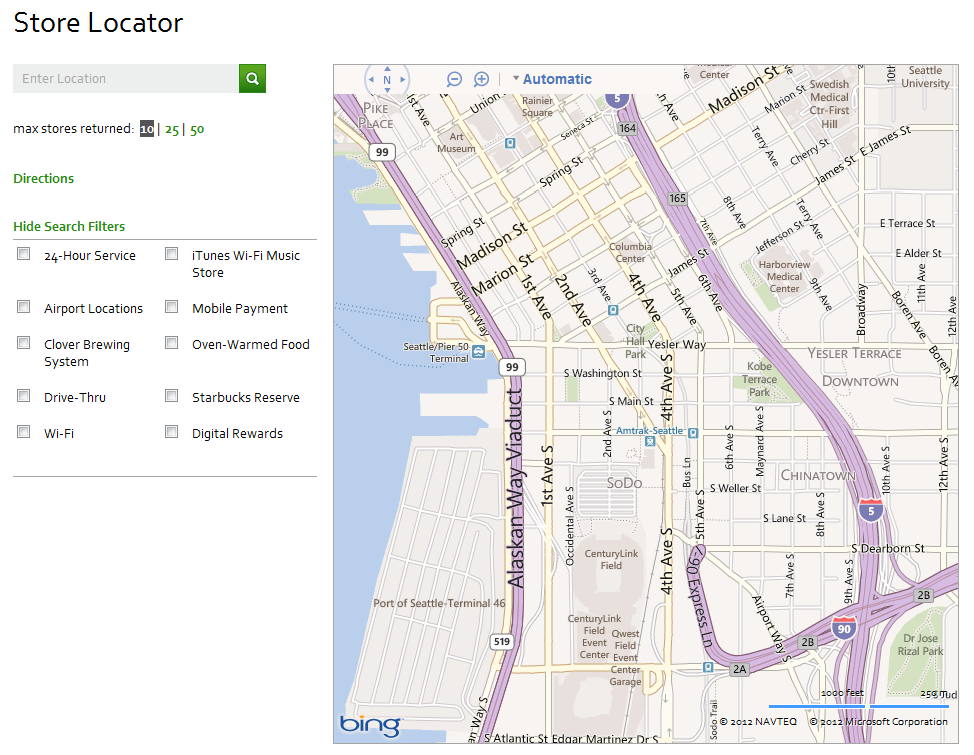 Store Locator
Enter Location
max stores returned: 10 | 25 | 50
Directions
Hide Search Filters
24-Hour Service
iTunes Wi-Fi Music
Store
Airport Locations
Mobile Payment
Clover Brewing
System
Oven-Warmed Food
Drive-Thru
Starbucks Reserve
Wi-Fi
Digital Rewards
N
Automatic
Center
Seattle
University
10th
PIKE
PLACE
1st Ave
Union
Rainier
Square
5
7th Ave
Madison St
Marion St
Swedish
Medical
Ctr-First
Hill
Art
Museum
Seneca St
164
Terry Ave
Cherry St
James St
E James St
99
Spring St
165
8th Ave
Terry Ave
E Terrace St
Spring St
Madison St
Marion St
Columbia
Center
James St
7th Ave
Jefferson St
E Alder St
Harborview
Medical
Center
9th Ave
11th Ave
Alaskan Way
1st Ave
2nd Ave
3rd Ave
4th Ave
5th Ave
6th Ave
Broadway
Boren Ave
12th Ave
City
Hall
Park
Yesler Way
Seattle/Pier 50
Terminal
YESLER TERRACE
Boren Ave
99
S Washington St
Kobe
Terrace
Park
DOWNTOWN
S Main St
4th Ave S
2nd Ave S
Amtrak-Seattle
6th Ave S
Maynard Ave S
Alaskan Way Viaduct
1st Ave S
Bus Ln
10th Ave S
12th Ave S
CHINATOWN
SoDo
S Weller St
Occidental Ave S
5th Ave S
8th Ave S
S Lane St
5
CenturyLink
Field
4th Ave S
S Dearborn St
I-90 Express Ln
7th Ave S
9th Ave S
Port of Seattle-Terminal 46
Airport Way S
2B
CenturyLink
Field
Event
Center
Qwest
Field
Event
Center
Garage
519
90
2B
2A
Dr Jose
Rizal Park
1000 feet
250 m
Way S
Sodo Trail
bing
© 2012 NAVTEQ
© 2012 Microsoft Corporation
S Atlantic St
Edgar Martinez Dr S